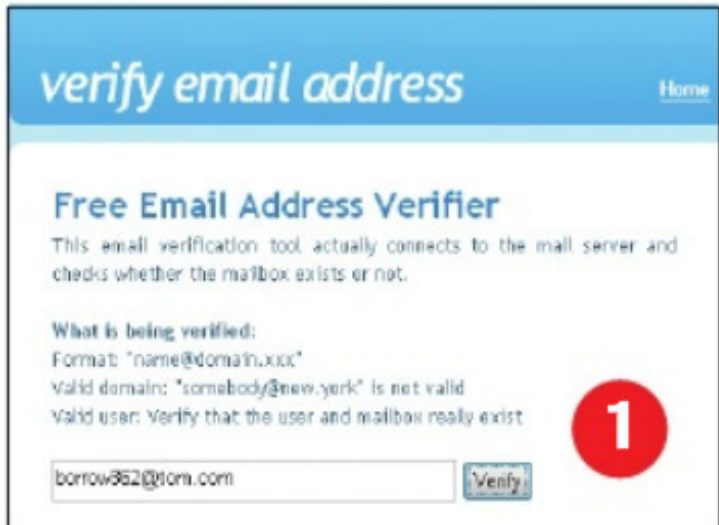 verify email address
Home
Free Email Address Verifier
This email verification tool actually connects to the mail server and
checks whether the mailbox exists or not.
What is being verified:
Format: "name@domain.xxx"
Valid domain: "somebody@new.york" is not valid
Valid user: Verify that the user and mailbox really exist
borrow362@tom.com
Verify
1